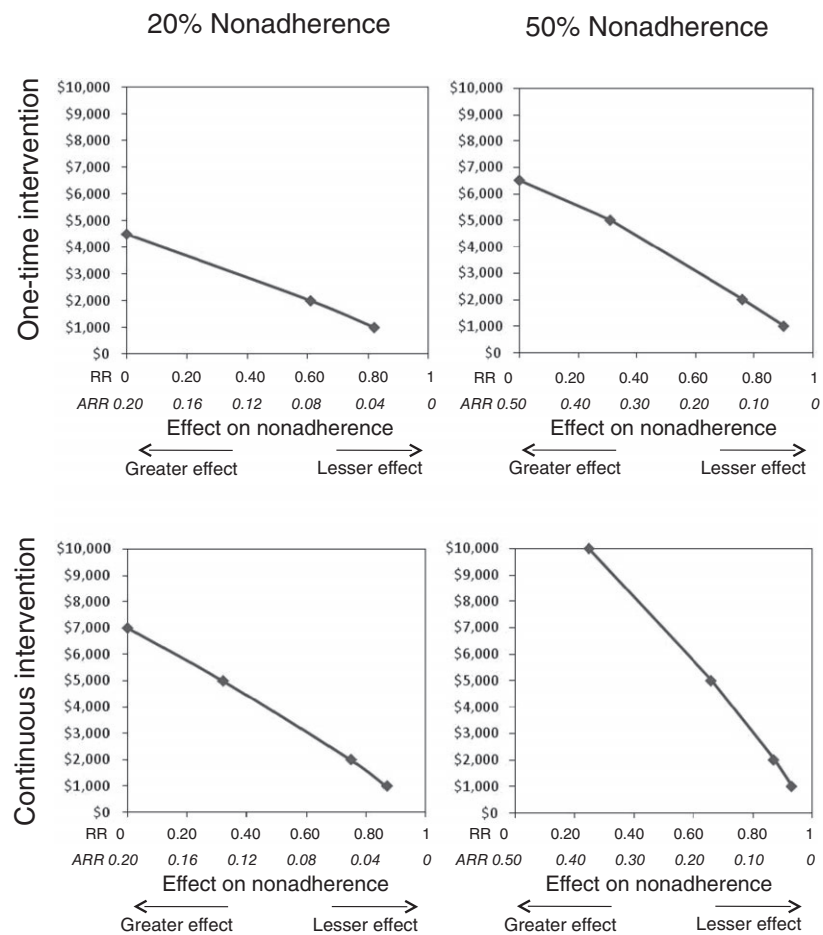 20% Nonadherence
50% Nonadherence
One-time intervention
$10,000
$9,000
$8,000
$7,000
$6,000
$5,000
$4,000
$3,000
$2,000
$1,000
$0
RR 0 0.20 0.40 0.60 0.80 1
ARR 0.20 0.16 0.12 0.08 0.04 0
Effect on nonadherence
Greater effect Lesser effect
$10,000
$9,000
$8,000
$7,000
$6,000
$5,000
$4,000
$3,000
$2,000
$1,000
$0
RR 0 0.20 0.40 0.60 0.80 1
ARR 0.50 0.40 0.30 0.20 0.10 0
Effect on nonadherence
Greater effect Lesser effect
Continuous intervention
$10,000
$9,000
$8,000
$7,000
$6,000
$5,000
$4,000
$3,000
$2,000
$1,000
$0
RR 0 0.20 0.40 0.60 0.80 1
ARR 0.20 0.16 0.12 0.08 0.04 0
Effect on nonadherence
Greater effect Lesser effect
$10,000
$9,000
$8,000
$7,000
$6,000
$5,000
$4,000
$3,000
$2,000
$1,000
$0
RR 0 0.20 0.40 0.60 0.80 1
ARR 0.50 0.40 0.30 0.20 0.10 0
Effect on nonadherence
Greater effect Lesser effect